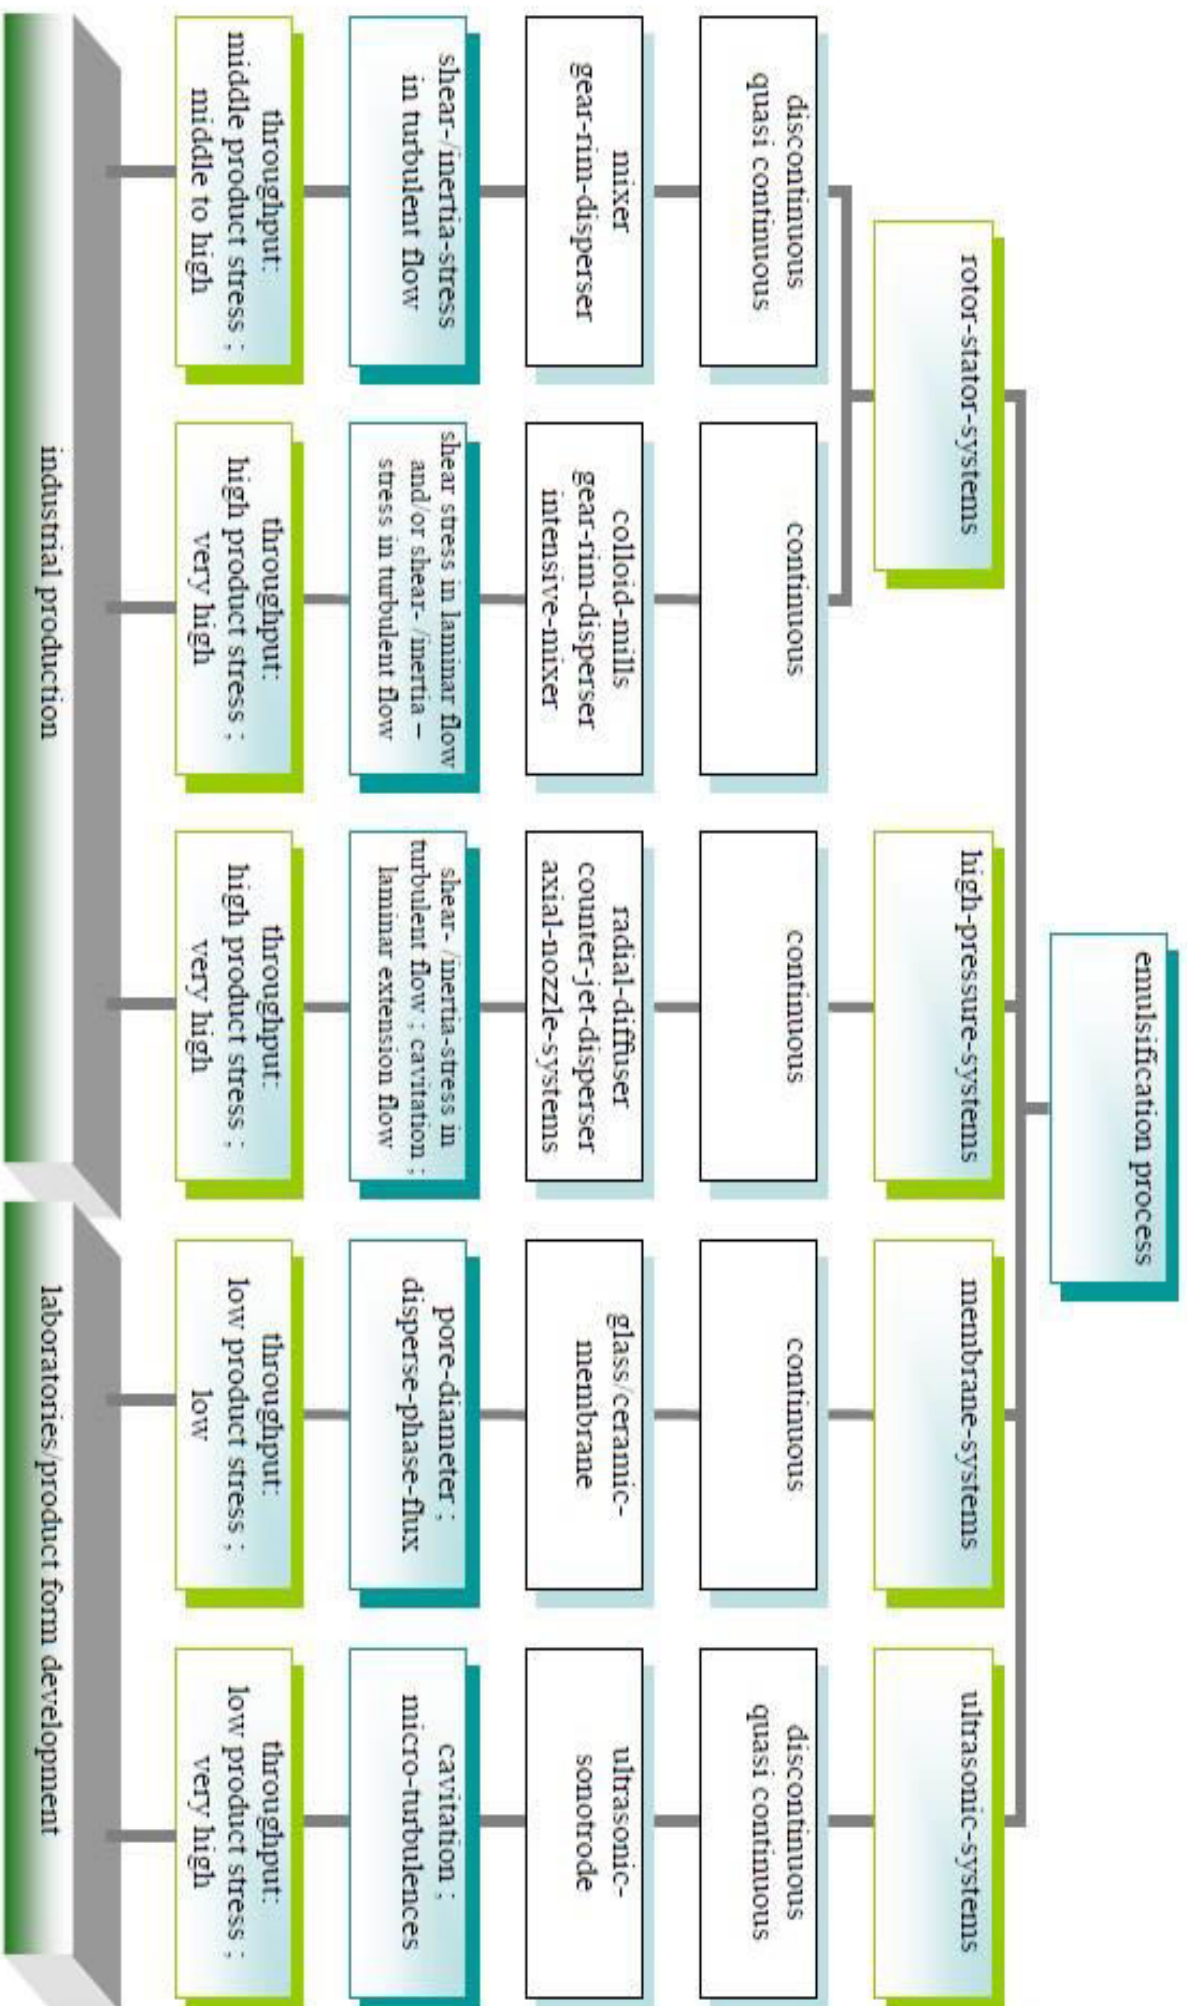 emulsification process
rotor-stator-systems
high-pressure-systems
membrane-systems
ultrasonic-systems
discontinuous
quasi continuous
continuous
continuous
continuous
discontinuous
quasi continuous
mixer
gear-rim-disperser
colloid-mills
gear-rim-disperser
intensive-mixer
radial-diffuser
counter-jet-disperser
axial-nozzle-systems
glass/ceramic-
membrane
ultrasonic-
sonotrode
shear-/inertia-stress
in turbulent flow
shear stress in laminar flow
and/or shear- /inertia –
stress in turbulent flow
shear- /inertia-stress in
turbulent flow ; cavitation ;
laminar extension flow
pore-diameter ;
disperse-phase-flux
cavitation ;
micro-turbulences
throughput:
middle product stress ;
middle to high
throughput:
high product stress ;
very high
throughput:
high product stress ;
very high
throughput:
low product stress ;
low
throughput:
low product stress ;
very high
industrial production
laboratories/product form development